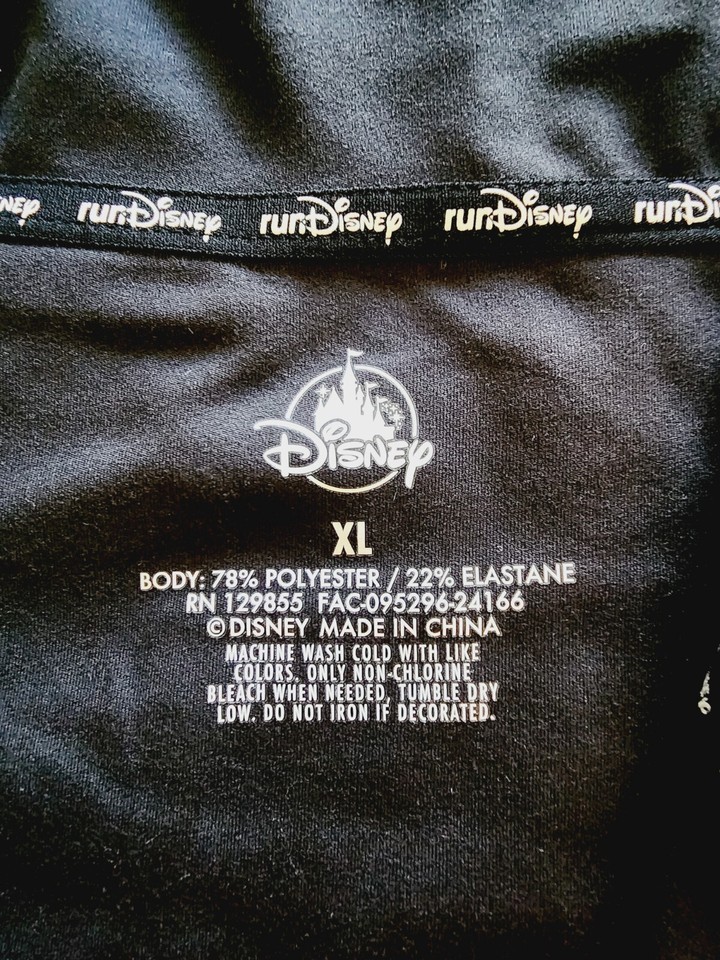 ney runDisney runDisney runDisney runDi
Disney
XL
BODY: 78% POLYESTER / 22% ELASTANE
RN 129855 FAC-095296-24166
© DISNEY MADE IN CHINA
MACHINE WASH COLD WITH LIKE
COLORS. ONLY NON-CHLORINE
BLEACH WHEN NEEDED. TUMBLE DRY
LOW. DO NOT IRON IF DECORATED.